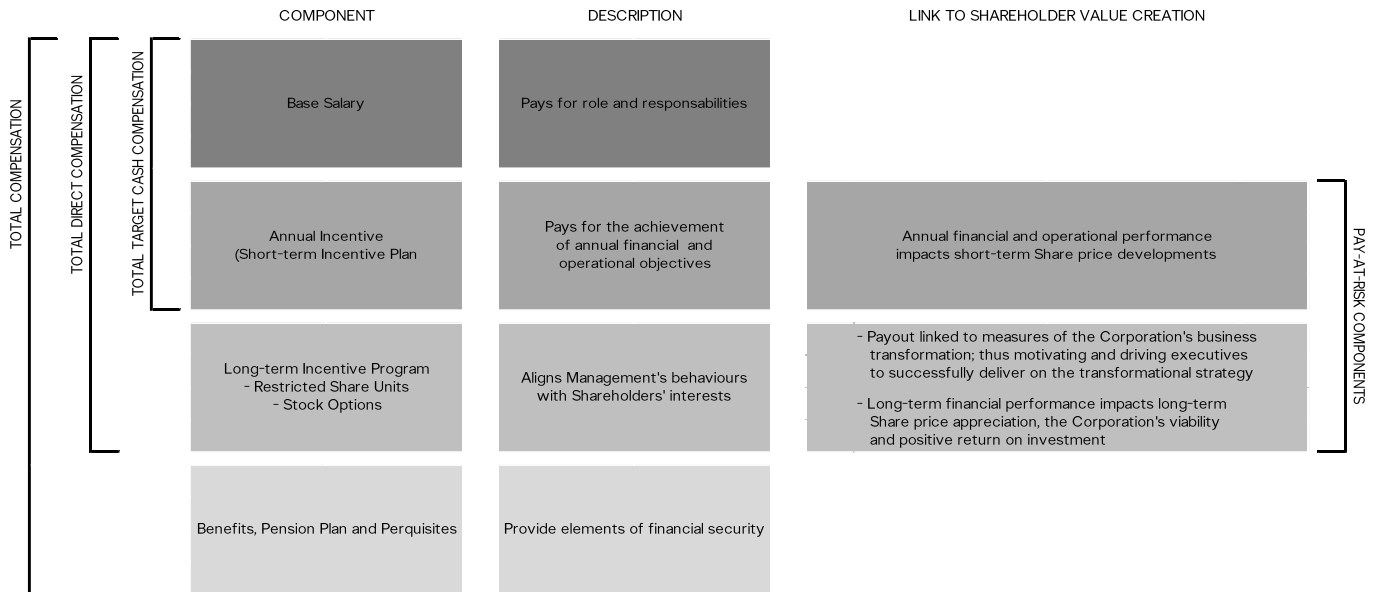 COMPONENT
DESCRIPTION
LINK TO SHAREHOLDER VALUE CREATION
TOTAL COMPENSATION
TOTAL DIRECT COMPENSATION
TOTAL TARGET CASH COMPENSATION
Base Salary
Pays for role and responsabilities
Annual Incentive
(Short-term Incentive Plan
Pays for the achievement
of annual financial and
operational objectives
Annual financial and operational performance
impacts short-term Share price developments
Long-term Incentive Program
- Restricted Share Units
- Stock Options
Aligns Management's behaviours
with Shareholders' interests
- Payout linked to measures of the Corporation's business
transformation; thus motivating and driving executives
to successfully deliver on the transformational strategy
- Long-term financial performance impacts long-term
Share price appreciation, the Corporation's viability
and positive return on investment
PAY-AT-RISK COMPONENTS
Benefits, Pension Plan and Perquisites
Provide elements of financial security